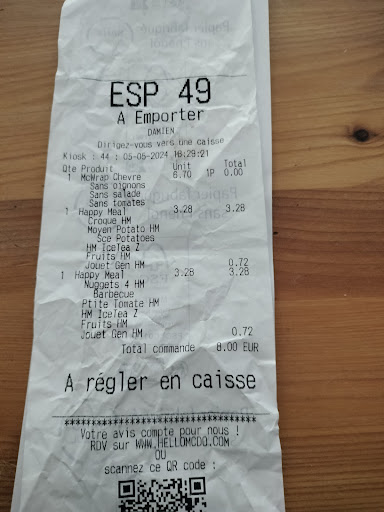 ESP 49
A Emporter
DAMIEN
Dirigez-vous vers une caisse
Kiosk : 44 : 05-05-2024 16:29:21
Qte Produit Unit Total
1 McWrap Chevre 6.70 1P 0.00
Sans oignons
Sans salade
Sans tomates
1 Happy Meal 3.28 3.28
Croque HM
Moyen Potato HM
Sce Potatoes
HM IceTea Z
Fruits HM
Jouet Gen HM 0.72
1 Happy Meal 3.28 3.28
Nuggets 4 HM
Barbecue
Ptite Tomate HM
HM IceTea Z
Fruits HM
Jouet Gen HM 0.72
Total commande 8.00 EUR
A régler en caisse
Votre avis compte pour nous !
RDV sur WWW.HELLOMCDO.COM
OU
scannez ce QR code :